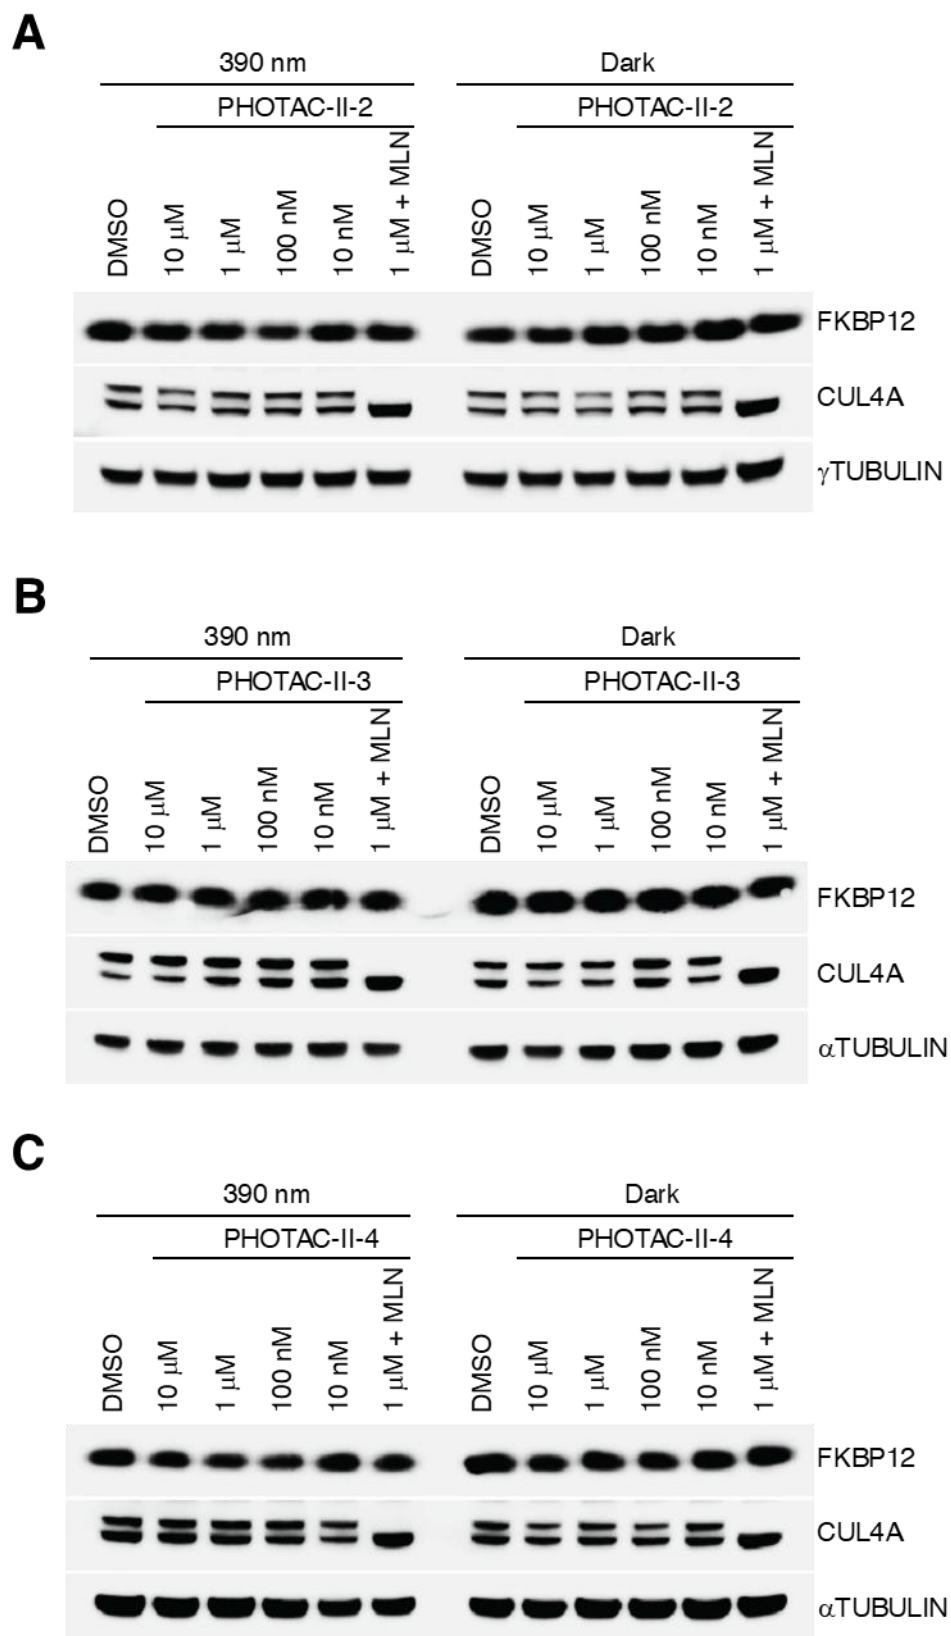 A
390 nm Dark
PHOTAC-II-2 PHOTAC-II-2
DMSO 10 µM 1 µM 100 nM 10 nM 1 µM + MLN DMSO 10 µM 1 µM 100 nM 10 nM 1 µM + MLN
FKBP12
CUL4A
γTUBULIN
B
390 nm Dark
PHOTAC-II-3 PHOTAC-II-3
DMSO 10 µM 1 µM 100 nM 10 nM 1 µM + MLN DMSO 10 µM 1 µM 100 nM 10 nM 1 µM + MLN
FKBP12
CUL4A
αTUBULIN
C
390 nm Dark
PHOTAC-II-4 PHOTAC-II-4
DMSO 10 µM 1 µM 100 nM 10 nM 1 µM + MLN DMSO 10 µM 1 µM 100 nM 10 nM 1 µM + MLN
FKBP12
CUL4A
αTUBULIN